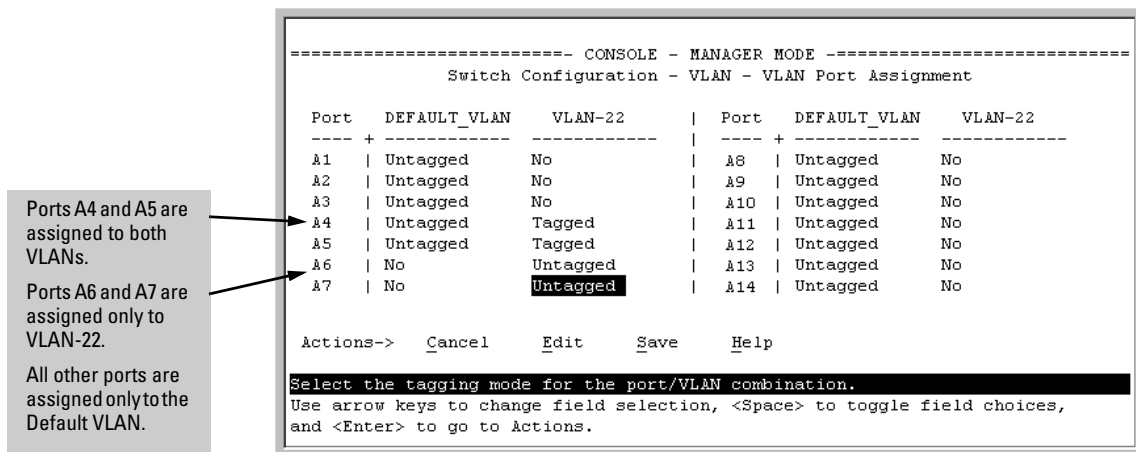 Ports A4 and A5 are
assigned to both
VLANs.
Ports A6 and A7 are
assigned only to
VLAN-22.
All other ports are
assigned only to the
Default VLAN.
===========================- CONSOLE - MANAGER MODE -============================
Switch Configuration - VLAN - VLAN Port Assignment
Port DEFAULT_VLAN VLAN-22 | Port DEFAULT_VLAN VLAN-22
---- + ------------ ------------ | ---- + ------------ ------------
A1 | Untagged No | A8 | Untagged No
A2 | Untagged No | A9 | Untagged No
A3 | Untagged No | A10 | Untagged No
A4 | Untagged Tagged | A11 | Untagged No
A5 | Untagged Tagged | A12 | Untagged No
A6 | No Untagged | A13 | Untagged No
A7 | No Untagged | A14 | Untagged No
Actions-> Cancel Edit Save Help
Select the tagging mode for the port/VLAN combination.
Use arrow keys to change field selection, <Space> to toggle field choices,
and <Enter> to go to Actions.